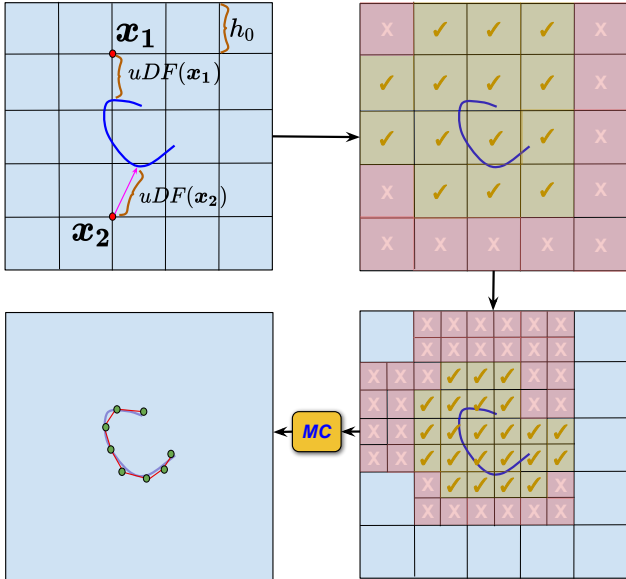 x₁
h₀
uDF(x₁)
uDF(x₂)
x₂
X ✓ ✓ ✓ X
✓ ✓ ✓ ✓ X
✓ ✓ ✓ ✓ X
X ✓ ✓ ✓ X
X X X X X
X X X X X X
X X X X X X
X X X ✓ ✓ ✓ X X
X X ✓ ✓ ✓ ✓ X X
X X ✓ ✓ ✓ ✓ ✓ ✓
X X ✓ ✓ ✓ ✓ ✓ ✓
X ✓ ✓ ✓ ✓ X
X X X X X X
MC